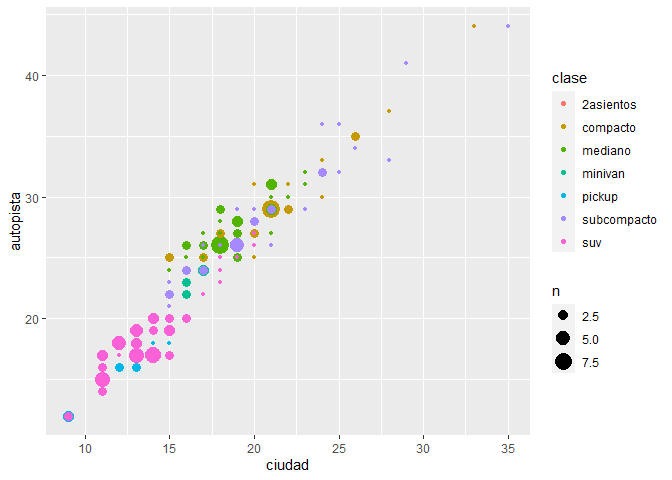 40
30
20
autopista
10
15
20
25
30
35
ciudad
clase
2asientos
compacto
mediano
minivan
pickup
subcompacto
suv
n
2.5
5.0
7.5